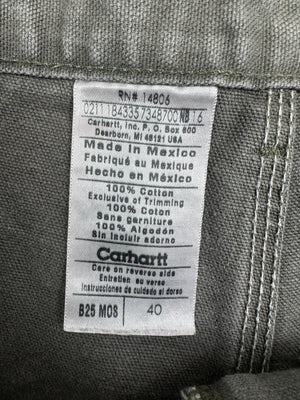 RN# 14806
0211184335734870O NB 16
Carhartt, Inc. P. O. Box 600
Dearborn, MI 48121 USA
Made in Mexico
Fabriqué au Mexique
Hecho en México
100% Cotton
Exclusive of Trimming
100% Coton
Sans garniture
100% Algodón
Sin incluir adorno
Carhartt
Care on reverse side
Entretien au verso
Instrucciones de cuidado al dorso
B25 MOS 40